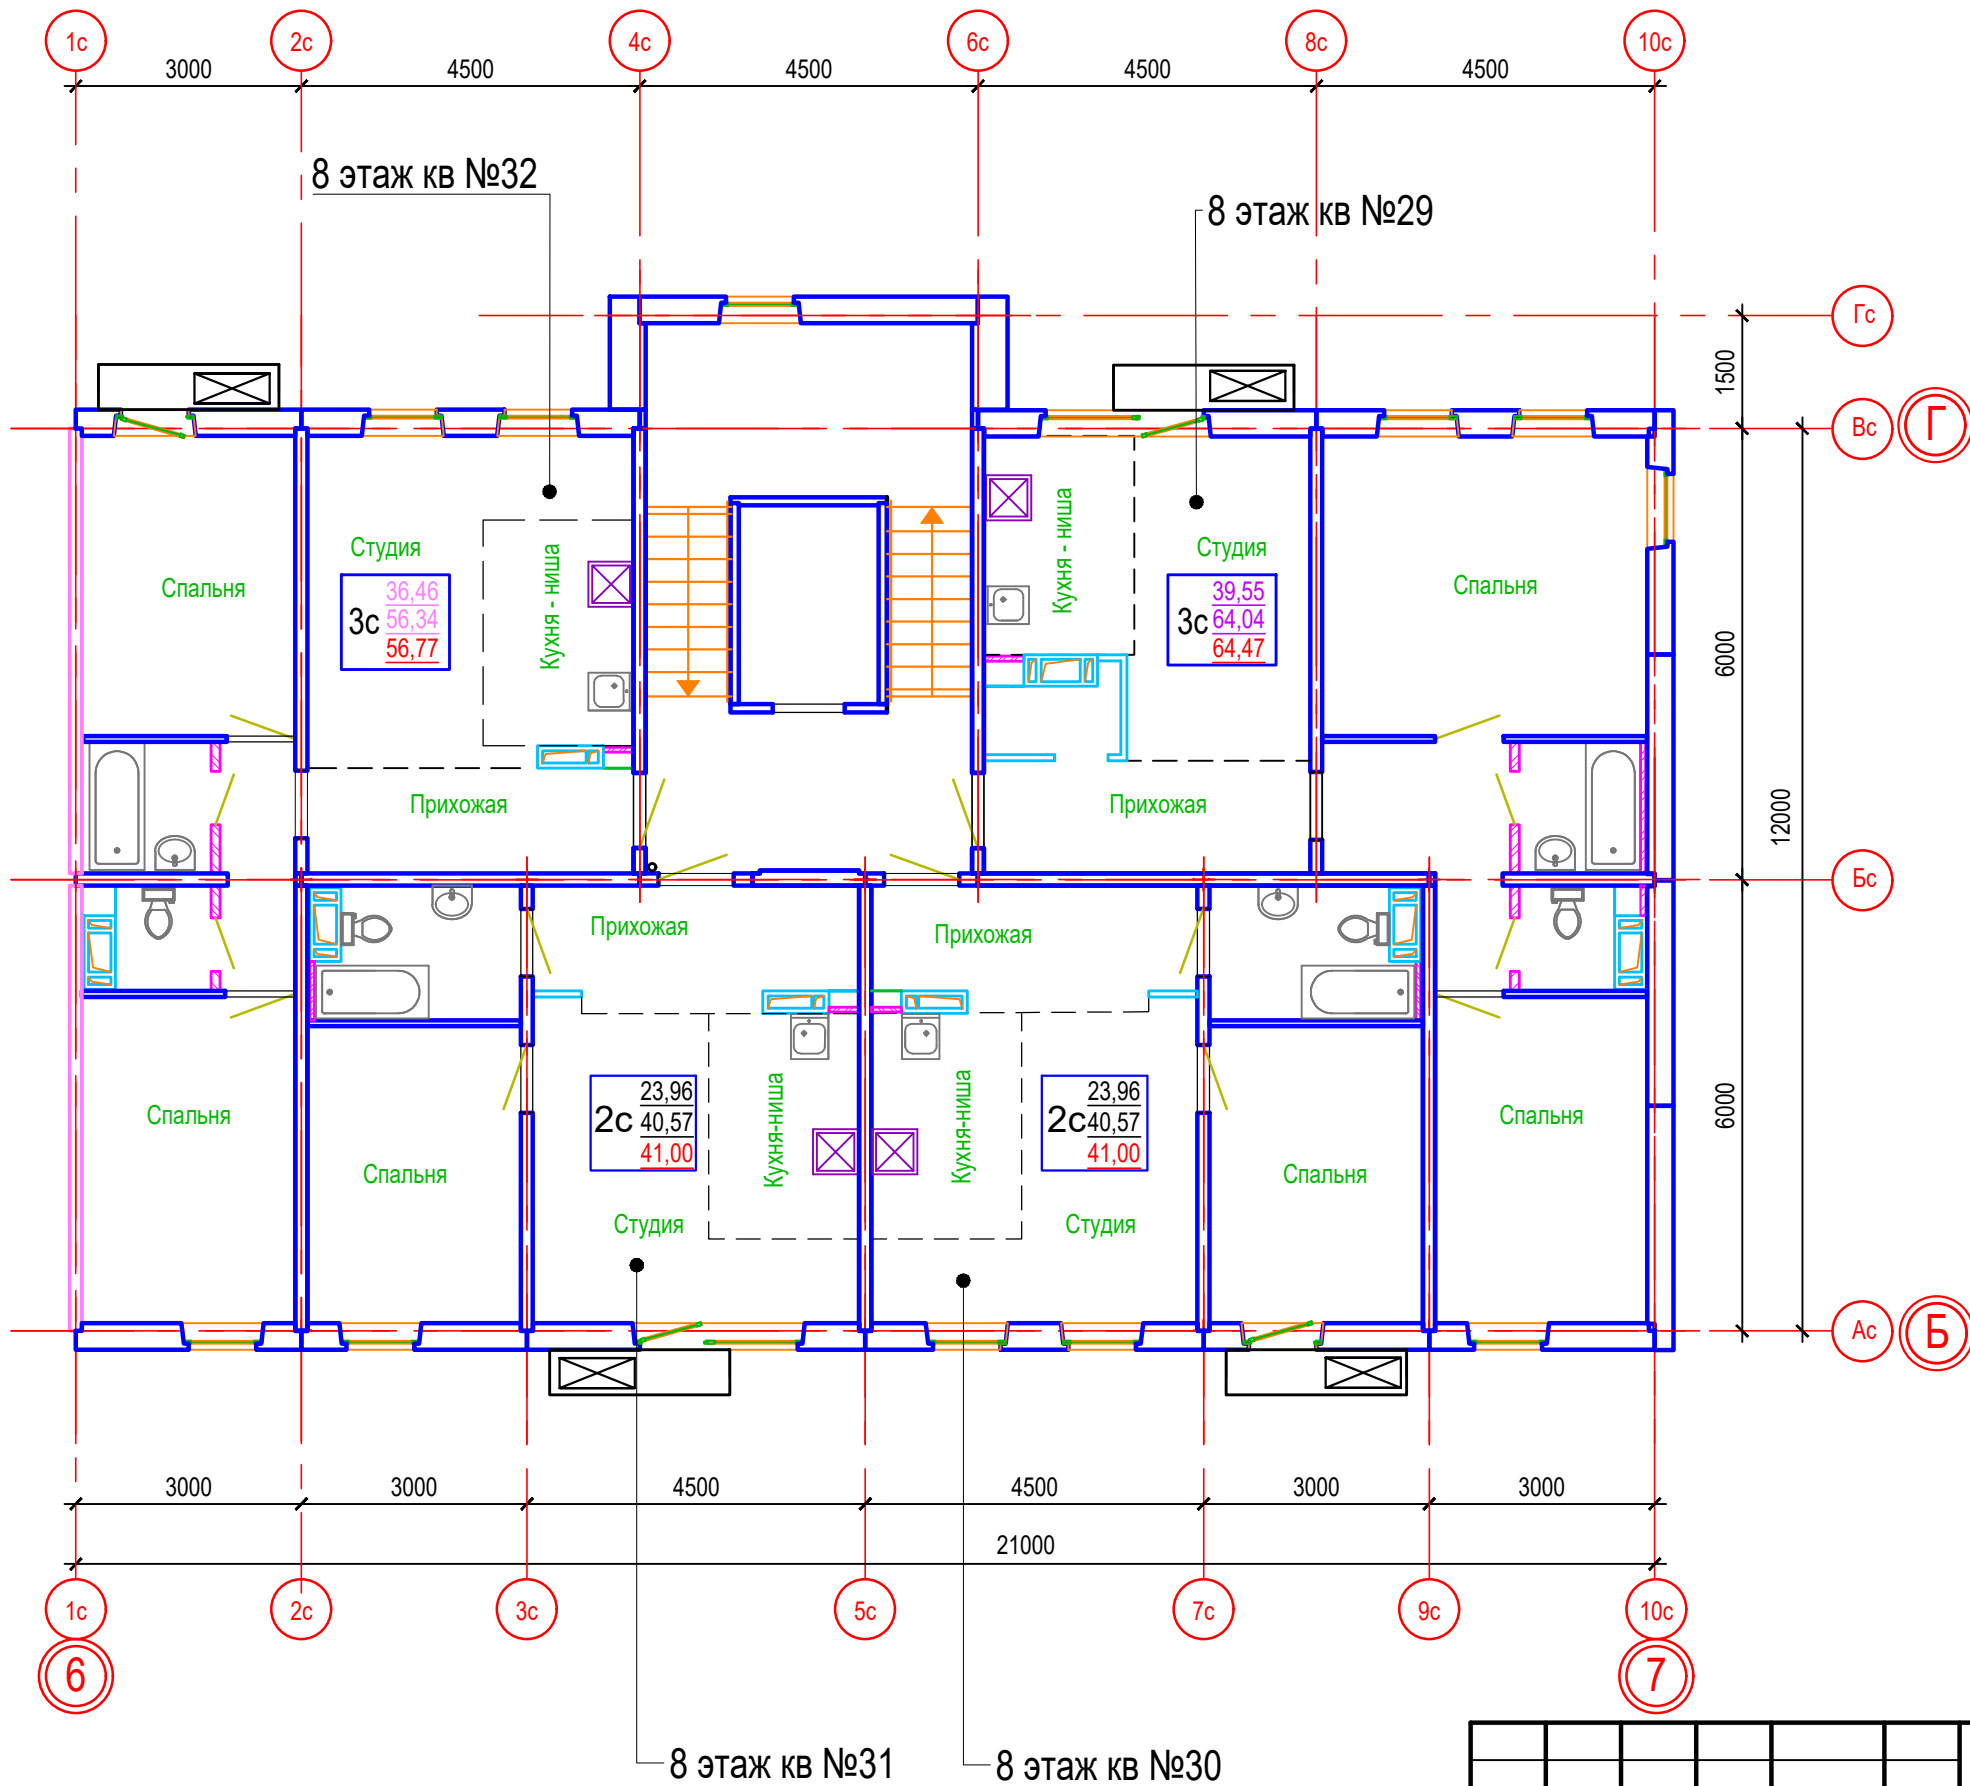 1с 2с 4с 6с 8с 10с
3000 4500 4500 4500 4500
8 этаж кв №32
8 этаж кв №29
Гс
1500
Вс Г
Студия
Кухня - ниша
Спальня
36,46
3с 56,34
56,77
Кухня - ниша
Студия
Спальня
39,55
3с 64,04
64,47
6000
12000
Прихожая
Прихожая
Бс
Прихожая
Прихожая
Спальня
Спальня
23,96
2с 40,57
41,00
Кухня-ниша
Студия
Кухня-ниша
23,96
2с 40,57
41,00
Студия
Спальня
Спальня
6000
Ас Б
3000 3000 4500 4500 3000 3000
21000
1с 2с 3с 5с 7с 9с 10с
6 7
8 этаж кв №31
8 этаж кв №30